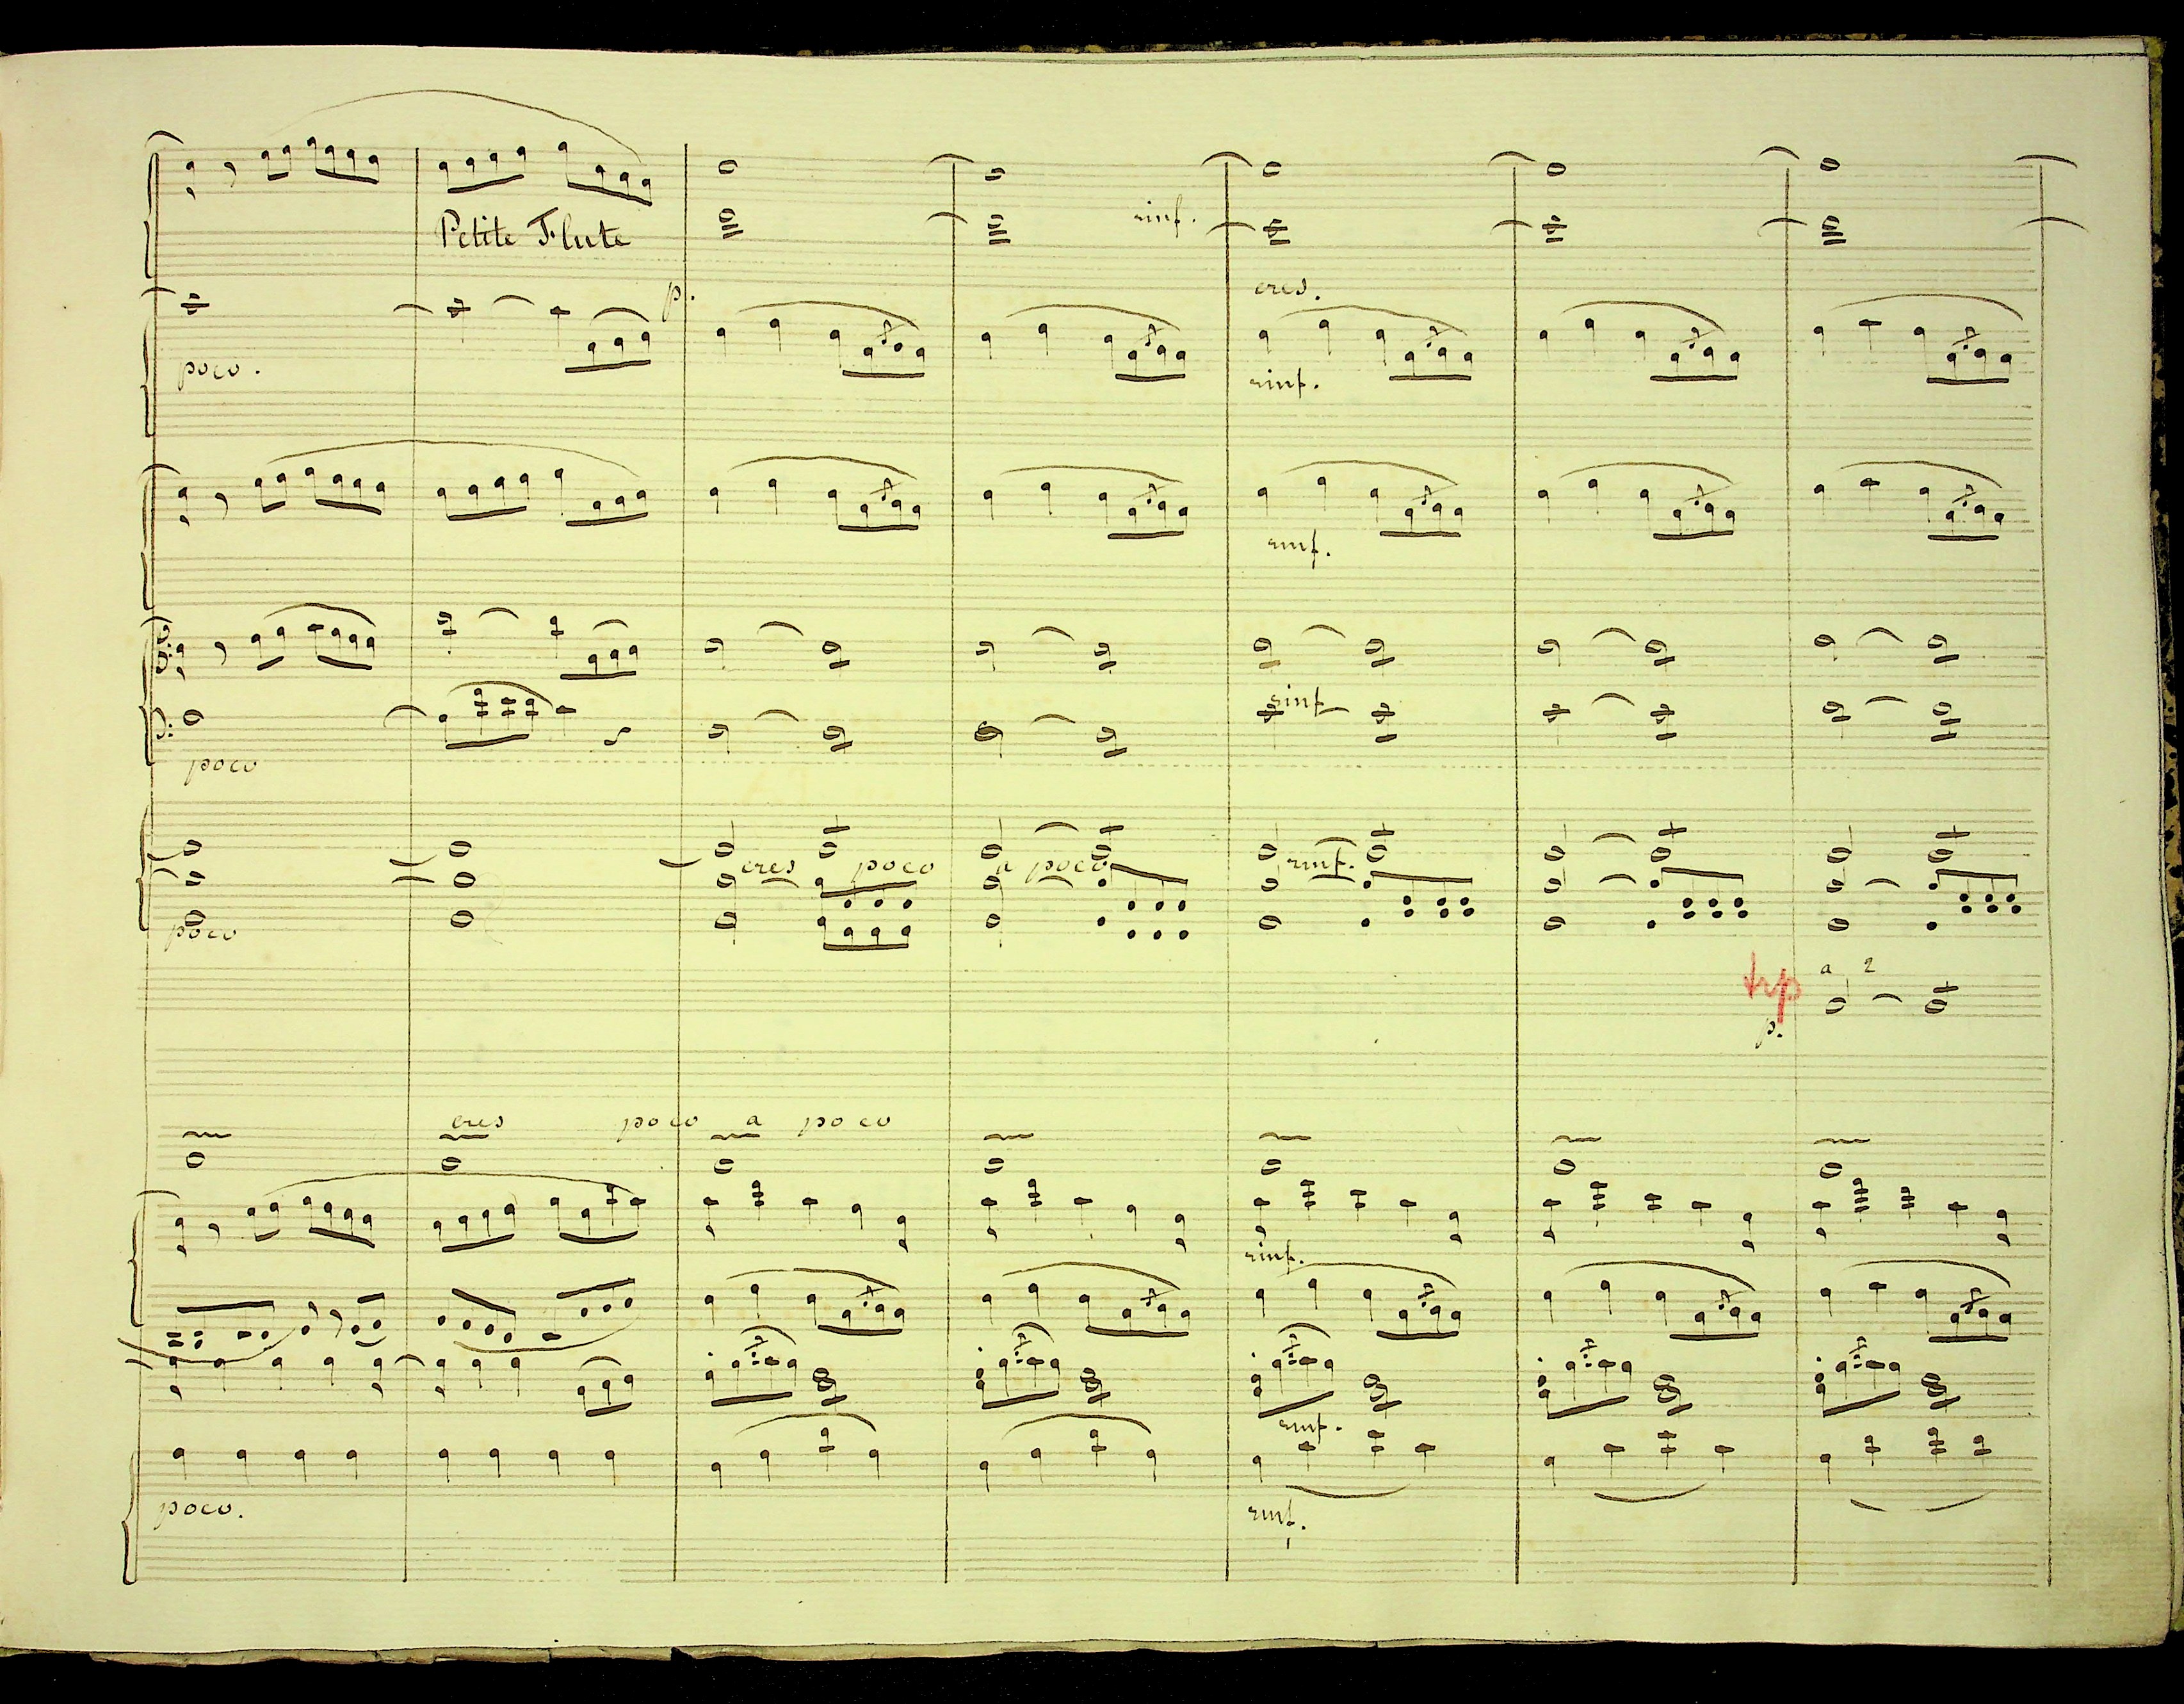 Petite Flute
rinf.
p.
cres.
poco.
rinf.
rinf.
rinf
poco
cres poco a poco
rinf.
poco
a 2
trp
p.
cres poco a poco
rinf.
rinf.
poco.
rinf.